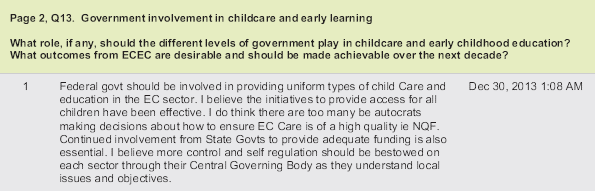 Page 2, Q13. Government involvement in childcare and early learning
What role, if any, should the different levels of government play in childcare and early childhood education?
What outcomes from ECEC are desirable and should be made achievable over the next decade?
1 Federal govt should be involved in providing uniform types of child Care and Dec 30, 2013 1:08 AM
education in the EC sector. I believe the initiatives to provide access for all
children have been effective. I do think there are too many be autocrats
making decisions about how to ensure EC Care is of a high quality ie NQF.
Continued involvement from State Govts to provide adequate funding is also
essential. I believe more control and self regulation should be bestowed on
each sector through their Central Governing Body as they understand local
issues and objectives.